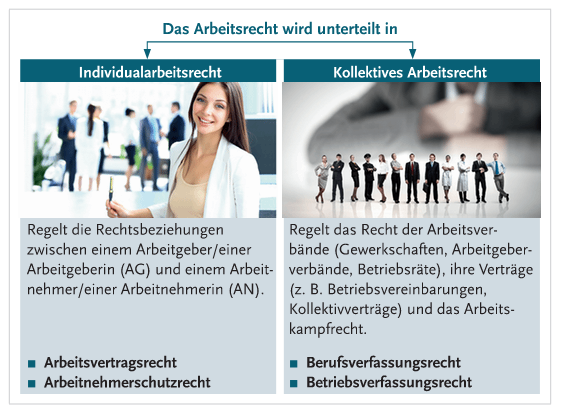 Das Arbeitsrecht wird unterteilt in
Individualarbeitsrecht
Regelt die Rechtsbeziehungen
zwischen einem Arbeitgeber/einer
Arbeitgeberin (AG) und einem Arbeit-
nehmer/einer Arbeitnehmerin (AN).
■ Arbeitsvertragsrecht
■ Arbeitnehmerschutzrecht
Kollektives Arbeitsrecht
Regelt das Recht der Arbeitsver-
bände (Gewerkschaften, Arbeitgeber-
verbände, Betriebsräte), ihre Verträge
(z. B. Betriebsvereinbarungen,
Kollektivverträge) und das Arbeits-
kampfrecht.
■ Berufsverfassungsrecht
■ Betriebsverfassungsrecht